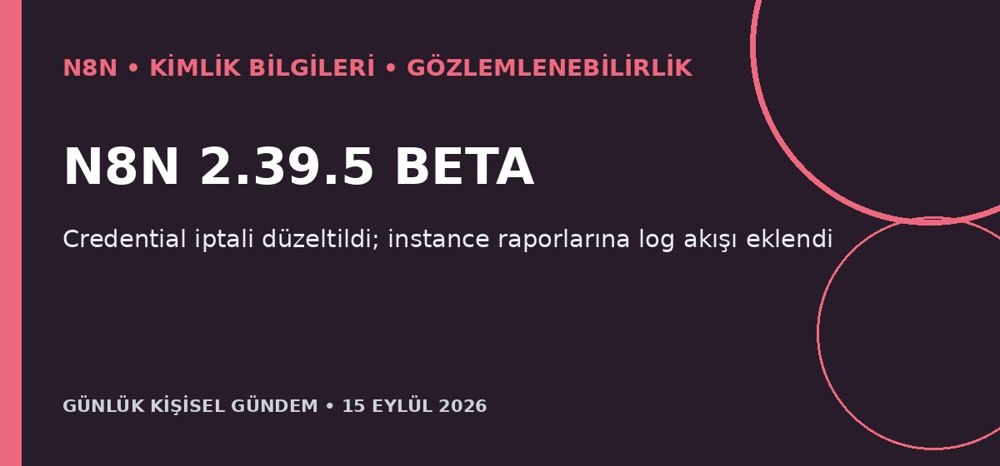 N8N • KİMLİK BİLGİLERİ • GÖZLEMLENEBİLİRLİK
N8N 2.39.5 BETA
Credential iptali düzeltildi; instance raporlarına log akışı eklendi
GÜNLÜK KİŞİSEL GÜNDEM • 15 EYLÜL 2026